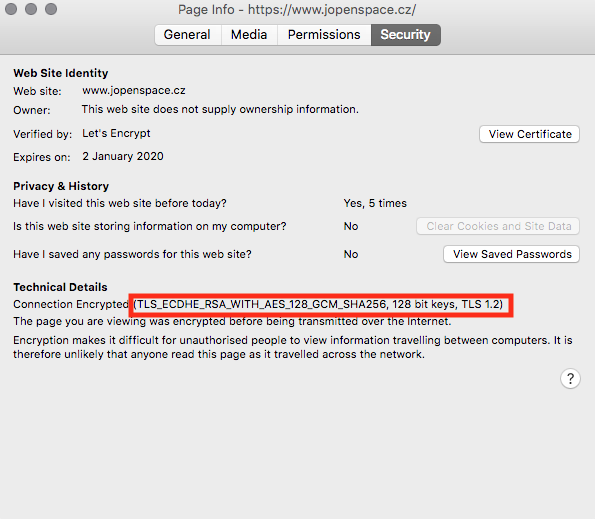 Page Info - https://www.jopenspace.cz/
General Media Permissions Security
Web Site Identity
Web site: www.jopenspace.cz
Owner: This web site does not supply ownership information.
Verified by: Let's Encrypt View Certificate
Expires on: 2 January 2020
Privacy & History
Have I visited this web site before today? Yes, 5 times
Is this web site storing information on my computer? No Clear Cookies and Site Data
Have I saved any passwords for this web site? No View Saved Passwords
Technical Details
Connection Encrypted (TLS_ECDHE_RSA_WITH_AES_128_GCM_SHA256, 128 bit keys, TLS 1.2)
The page you are viewing was encrypted before being transmitted over the Internet.
Encryption makes it difficult for unauthorised people to view information travelling between computers. It is
therefore unlikely that anyone read this page as it travelled across the network.
?